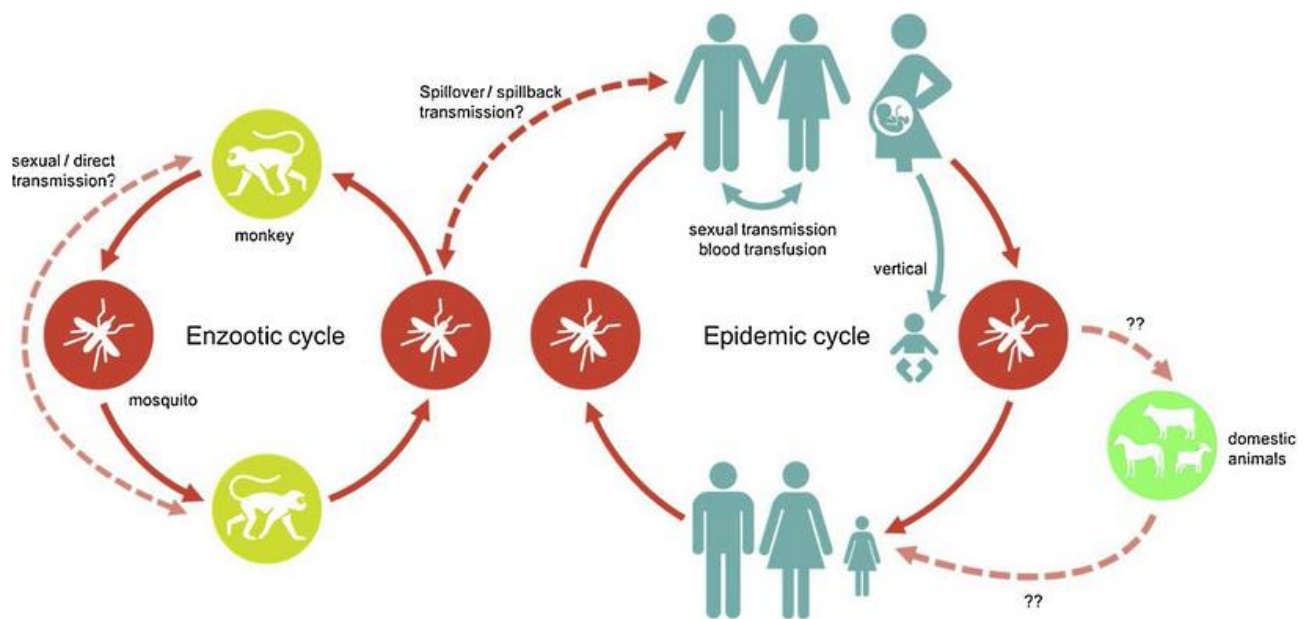 Spillover / spillback
transmission?
sexual / direct
transmission?
monkey
sexual transmission
blood transfusion
vertical
Enzootic cycle
Epidemic cycle
??
mosquito
domestic
animals
??